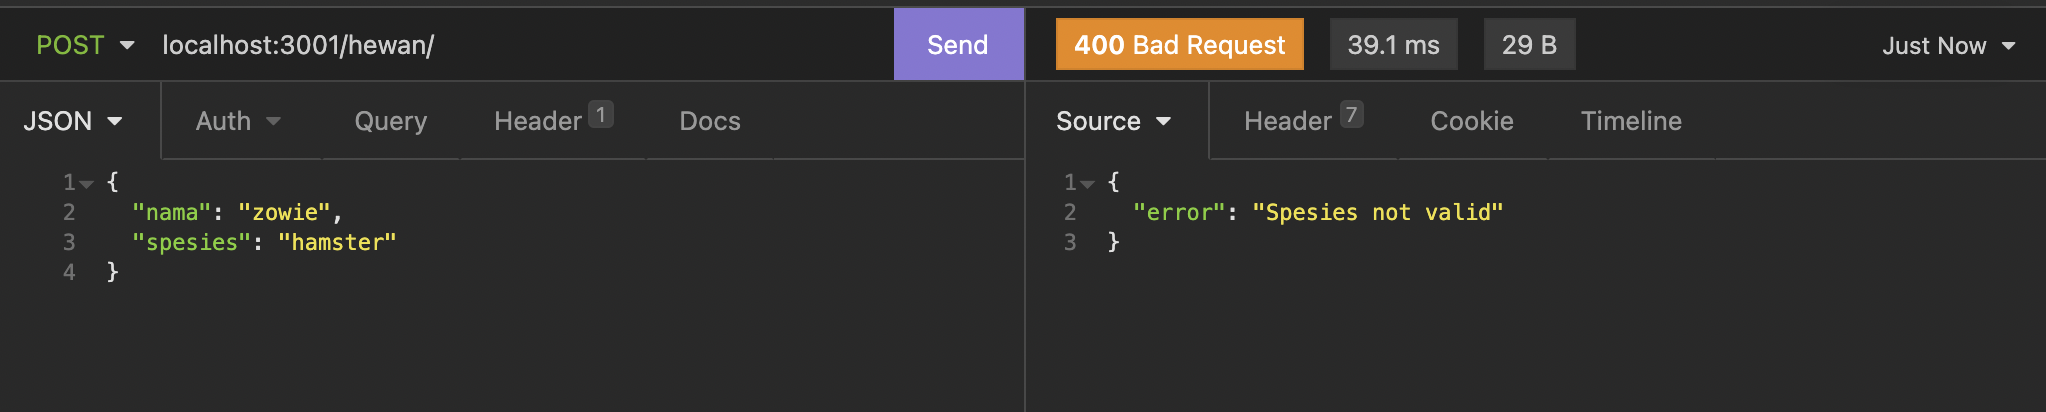 POST localhost:3001/hewan/ Send 400 Bad Request 39.1 ms 29 B Just Now
JSON Auth Query Header 1 Docs Source Header 7 Cookie Timeline
1 {
2 "nama": "zowie",
3 "spesies": "hamster"
4 }
1 {
2 "error": "Spesies not valid"
3 }